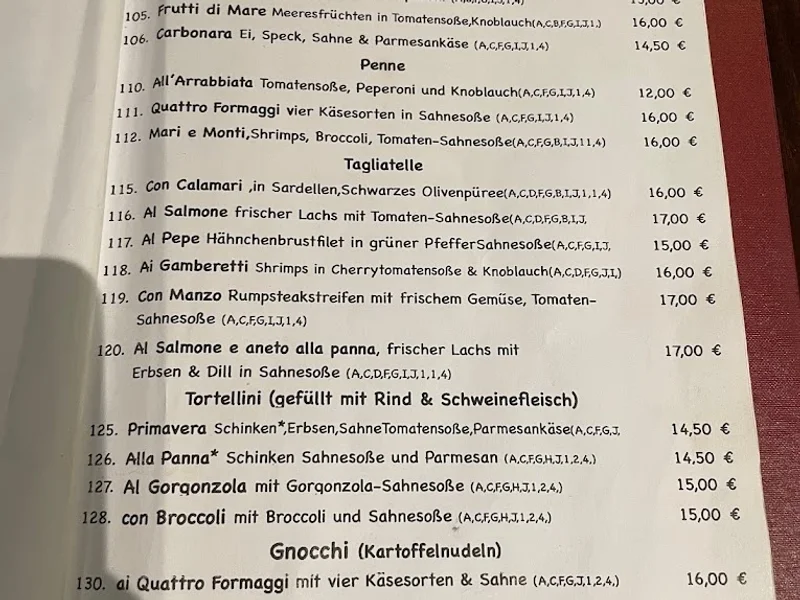 105. Frutti di Mare Meeresfrüchten in Tomatensoße,Knoblauch(A,C,B,F,G,I,J,1,) 16,00 €
106. Carbonara Ei, Speck, Sahne & Parmesankäse (A,C,F,G,I,J,1,4) 14,50 €
Penne
110. All'Arrabbiata Tomatensoße, Peperoni und Knoblauch(A,C,F,G,I,J,1,4) 12,00 €
111. Quattro Formaggi vier Käsesorten in Sahnesoße (A,C,F,G,I,J,1,4) 16,00 €
112. Mari e Monti,Shrimps, Broccoli, Tomaten-Sahnesoße(A,C,F,G,B,I,J,1 1,4) 16,00 €
Tagliatelle
115. Con Calamari ,in Sardellen,Schwarzes Olivenpüree(A,C,D,F,G,B,I,J,1,1,4) 16,00 €
116. Al Salmone frischer Lachs mit Tomaten-Sahnesoße(A,C,D,F,G,B,I,J, 17,00 €
117. Al Pepe Hähnchenbrustfilet in grüner PfefferSahnesoße(A,C,F,G,I,J, 15,00 €
118. Ai Gamberetti Shrimps in Cherrytomatensoße & Knoblauch(A,C,D,F,G,J,I,) 16,00 €
119. Con Manzo Rumpsteakstreifen mit frischem Gemüse, Tomaten- 17,00 €
Sahnesoße (A,C,F,G,I,J,1,4)
120. Al Salmone e aneto alla panna, frischer Lachs mit 17,00 €
Erbsen & Dill in Sahnesoße (A,C,D,F,G,I,J,1,1,4)
Tortellini (gefüllt mit Rind & Schweinefleisch)
125. Primavera Schinken*,Erbsen,SahneTomatensoße,Parmesankäse(A,C,F,G,J, 14,50 €
126. Alla Panna* Schinken Sahnesoße und Parmesan (A,C,F,G,H,J,1,2,4,) 14,50 €
127. Al Gorgonzola mit Gorgonzola-Sahnesoße (A,C,F,G,H,J,1,2,4,) 15,00 €
128. con Broccoli mit Broccoli und Sahnesoße (A,C,F,G,H,J,1,2,4,) 15,00 €
Gnocchi (Kartoffelnudeln)
130. ai Quattro Formaggi mit vier Käsesorten & Sahne (A,C,F,G,J,1,2,4,) 16,00 €